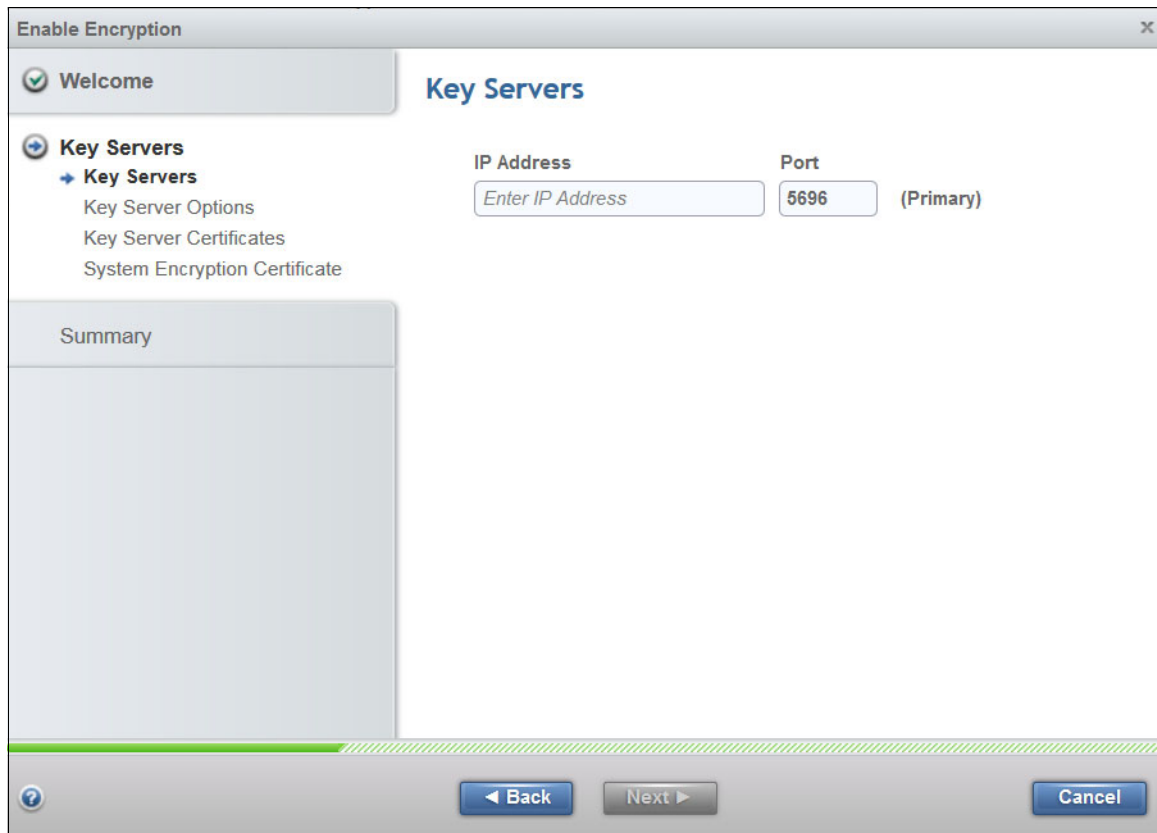 Enable Encryption
x
Welcome
Key Servers
Key Servers
Key Server Options
Key Server Certificates
System Encryption Certificate
Summary
Key Servers
IP Address Port
Enter IP Address 5696 (Primary)
? ◄ Back Next ► Cancel